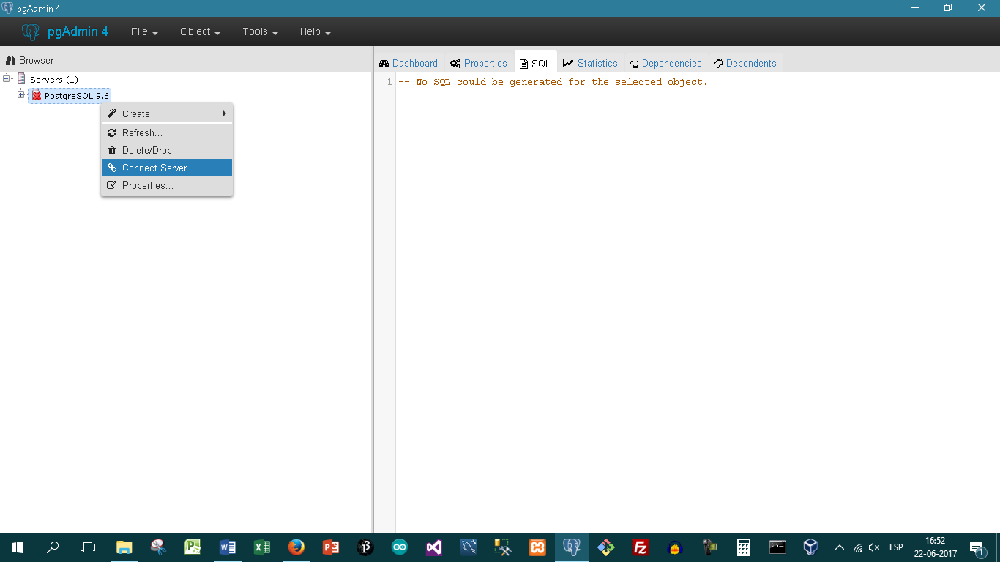 pgAdmin 4
pgAdmin 4 File Object Tools Help
Browser
Dashboard Properties SQL Statistics Dependencies Dependents
Servers (1)
1 -- No SQL could be generated for the selected object.
PostgreSQL 9.6
Create
Refresh...
Delete/Drop
Connect Server
Properties...
ESP
16:52
22-06-2017
1